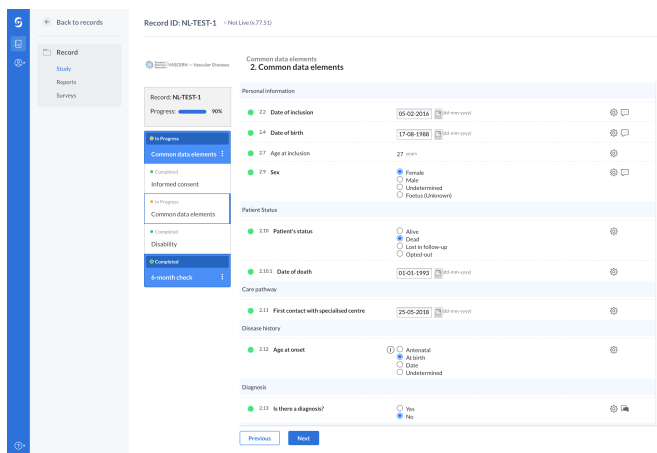 Back to records
Record ID: NL-TEST-1
Not Live (v.77.51)
Record
Study
Reports
Surveys
VASCERN — Vascular Diseases
Common data elements
2. Common data elements
Record: NL-TEST-1
Progress: 90%
In Progress
Common data elements
Completed
Informed consent
In Progress
Common data elements
Completed
Disability
Completed
6-month check
Personal information
2.2 Date of inclusion 05-02-2016 (dd-mm-yyyy)
2.4 Date of birth 17-08-1988 (dd-mm-yyyy)
2.7 Age at inclusion 27 years
2.9 Sex Female
Male
Undetermined
Foetus (Unknown)
Patient Status
2.10 Patient's status Alive
Dead
Lost in follow-up
Opted-out
2.10.1 Date of death 01-01-1993 (dd-mm-yyyy)
Care pathway
2.11 First contact with specialised centre 25-05-2018 (dd-mm-yyyy)
Disease history
2.12 Age at onset Antenatal
At birth
Date
Undetermined
Diagnosis
2.13 Is there a diagnosis? Yes
No
Previous Next